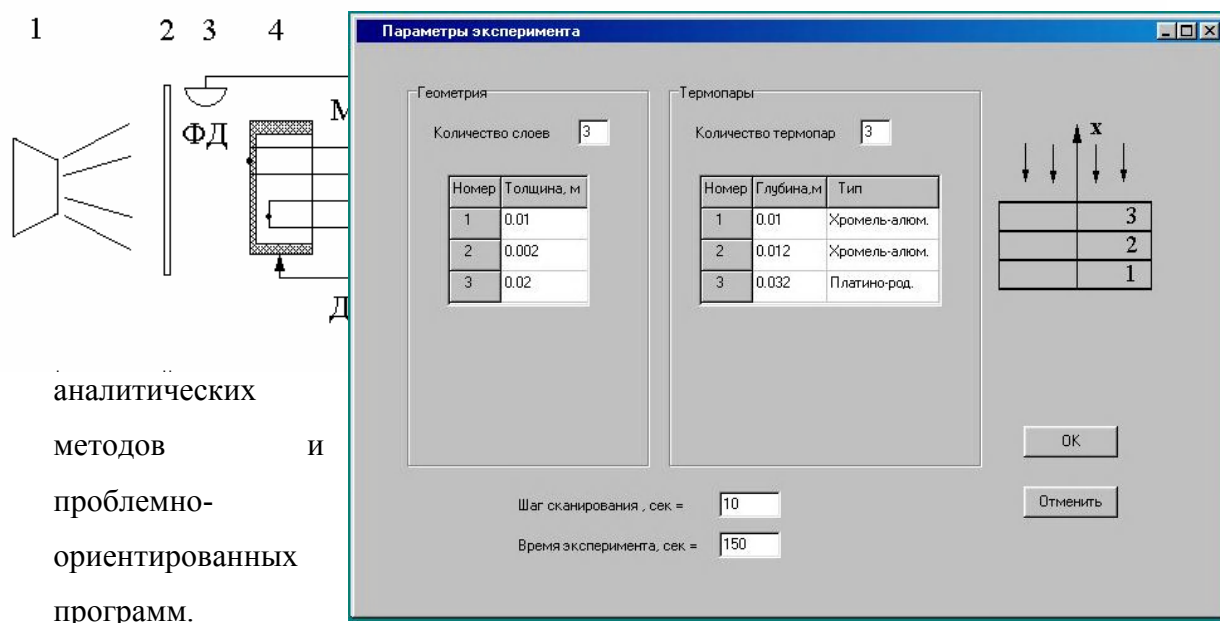 1 2 3 4
ФД
М
Д
аналитических
методов и
проблемно-
ориентированных
программ.
Параметры эксперимента
Геометрия
Количество слоев 3
Номер Толщина, м
1 0.01
2 0.002
3 0.02
Термопары
Количество термопар 3
Номер Глубина,м Тип
1 0.01 Хромель-алюм.
2 0.012 Хромель-алюм.
3 0.032 Платино-род.
x
3
2
1
OK
Отменить
Шаг сканирования , сек = 10
Время эксперимента, сек = 150